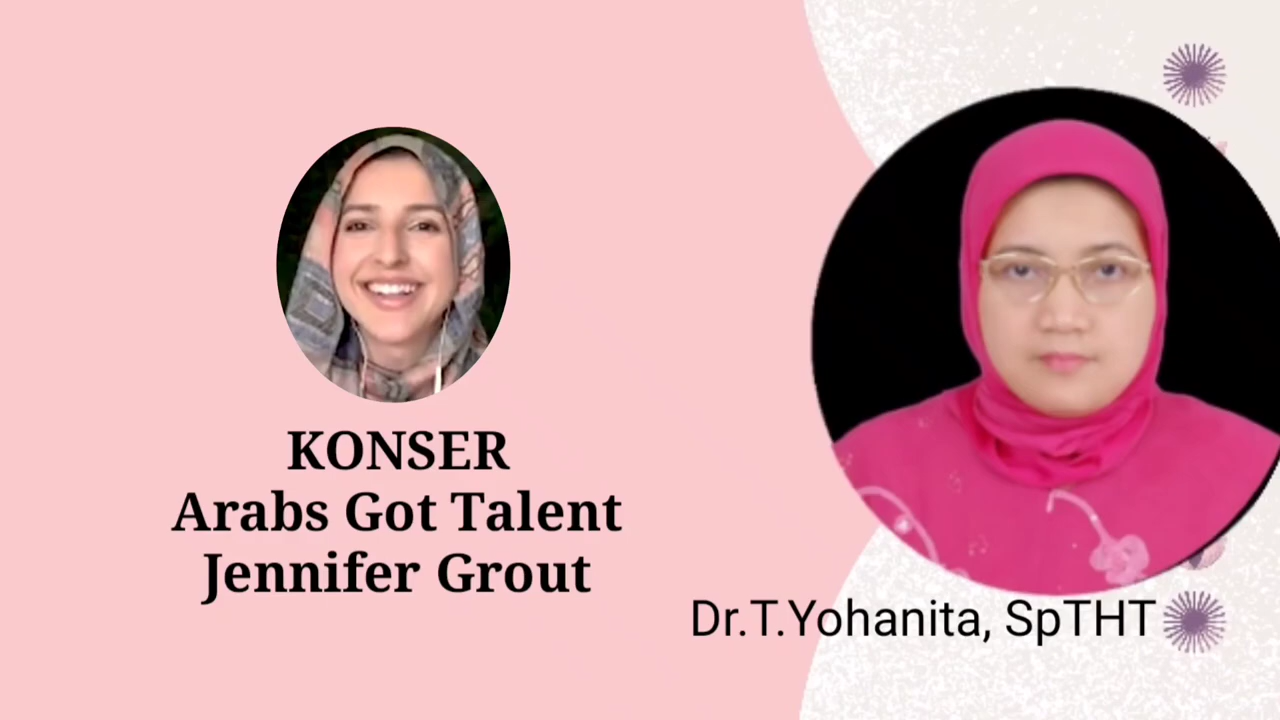 KONSER
Arabs Got Talent
Jennifer Grout
Dr.T.Yohanita, SpTHT